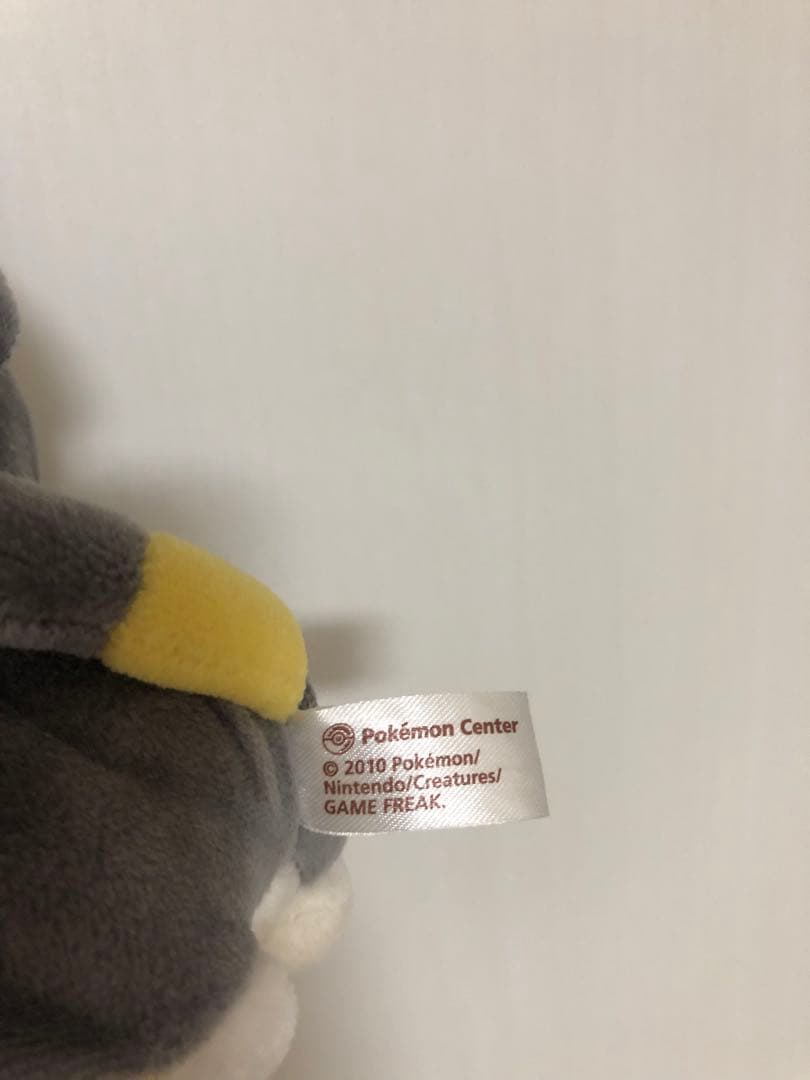 Pokémon Center
© 2010 Pokémon/
Nintendo/Creatures/
GAME FREAK.